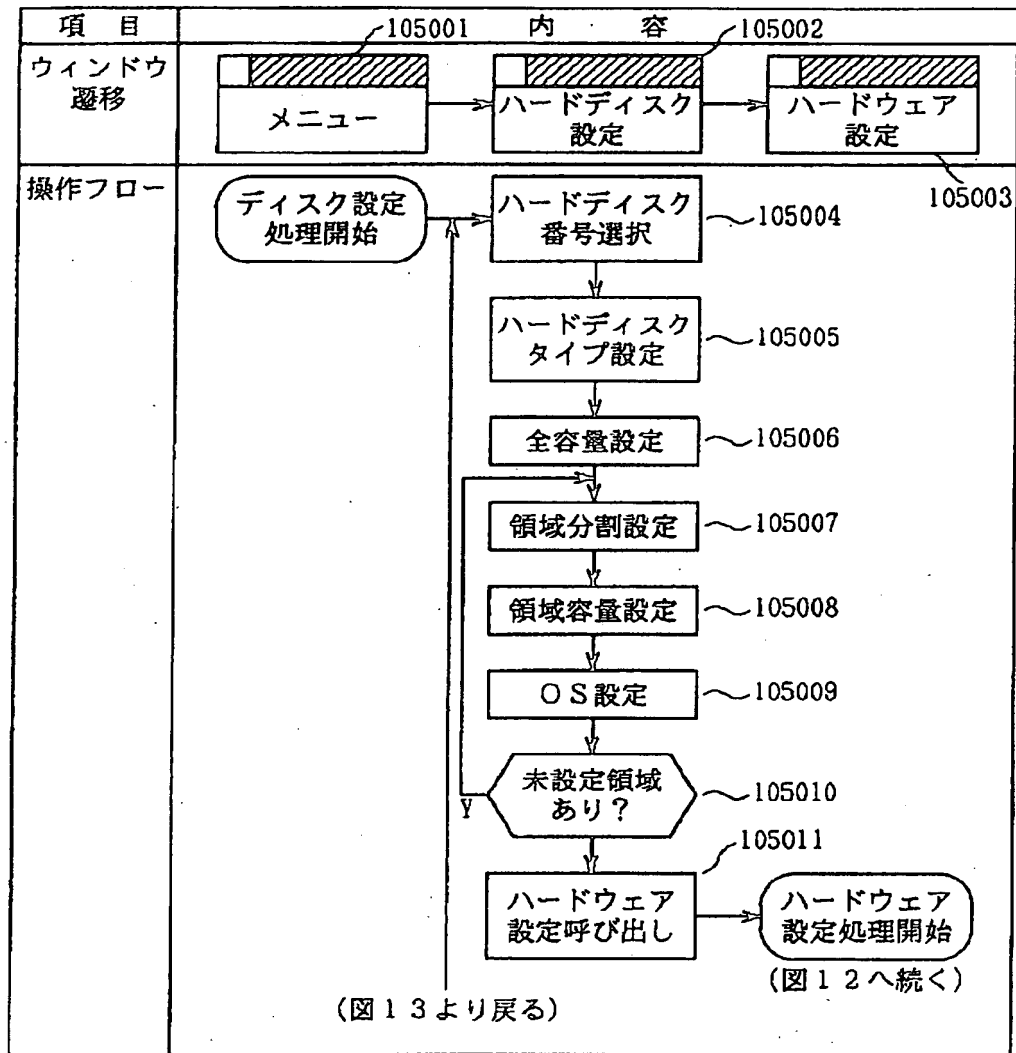 項 目
内 容
105001
105002
ウィンドウ
遷移
メニュー
ハードディスク
設定
ハードウェア
設定
105003
操作フロー
ディスク設定
処理開始
ハードディスク
番号選択
105004
ハードディスク
タイプ設定
105005
全容量設定
105006
領域分割設定
105007
領域容量設定
105008
OS設定
105009
未設定領域
あり?
105010
y
105011
ハードウェア
設定呼び出し
ハードウェア
設定処理開始
(図12へ続く)
(図13より戻る)